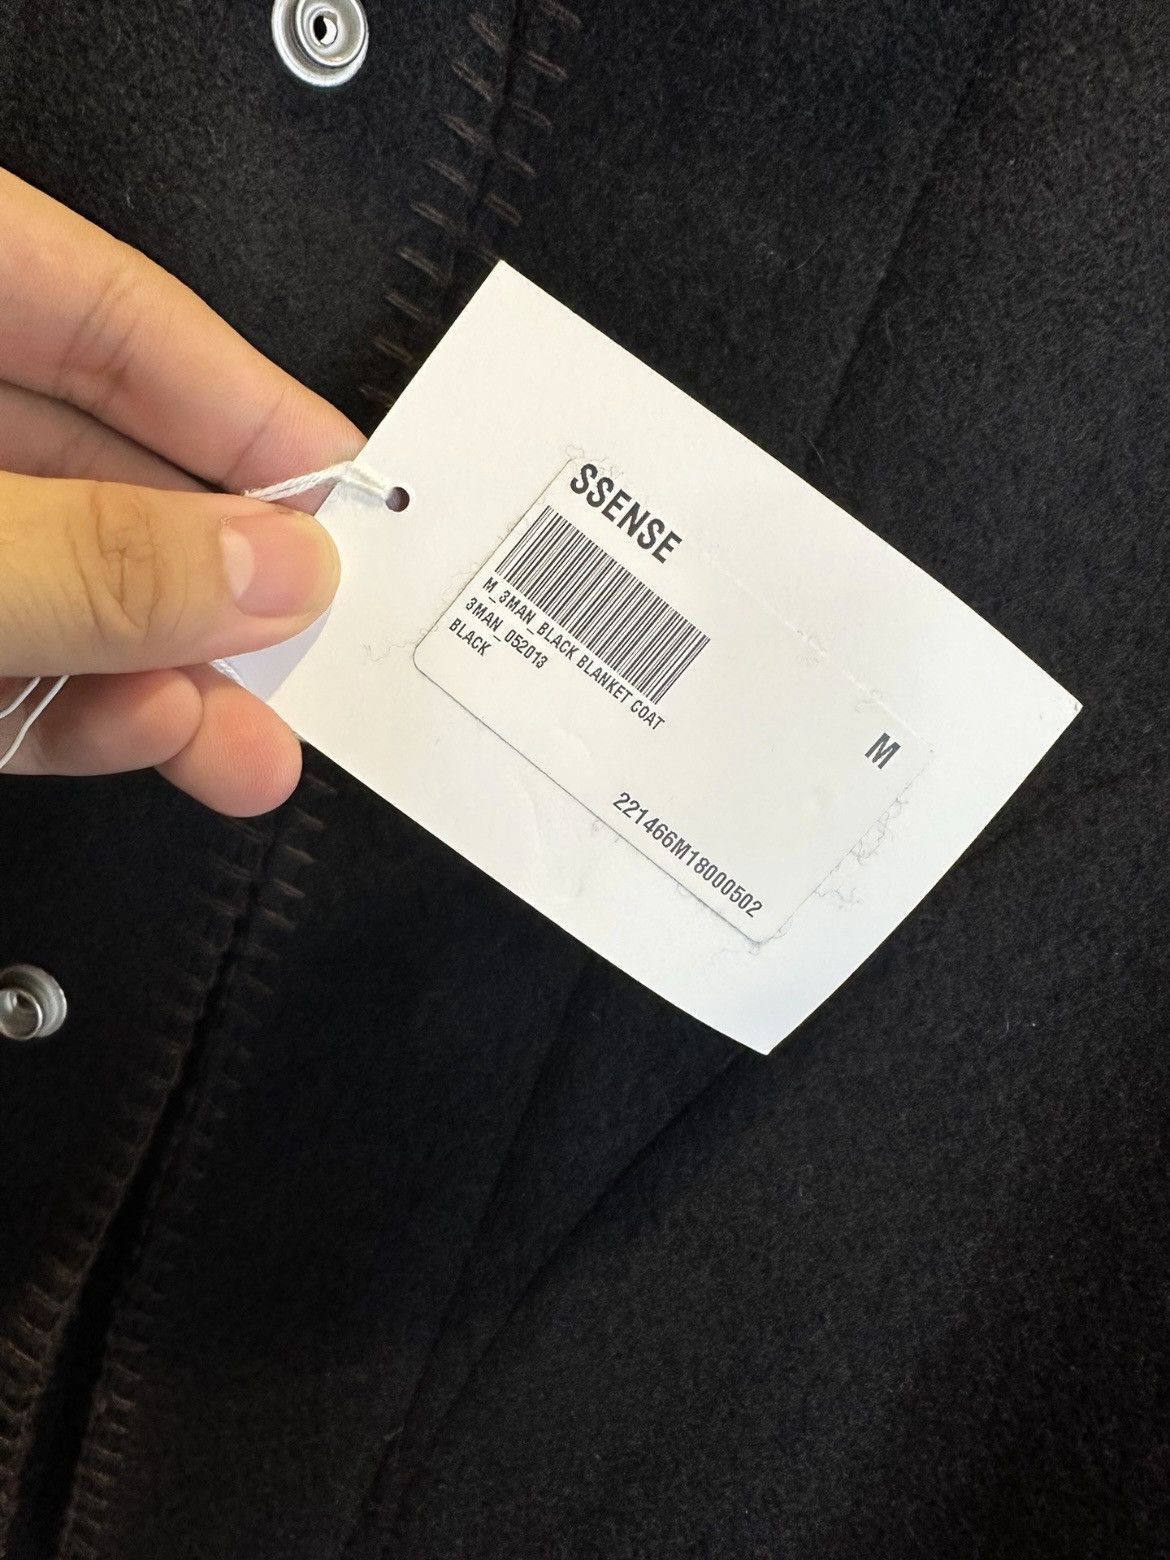 SSENSE
M_3MAN_BLACK BLANKET COAT
3MAN_052013
BLACK
M
221466M18000502